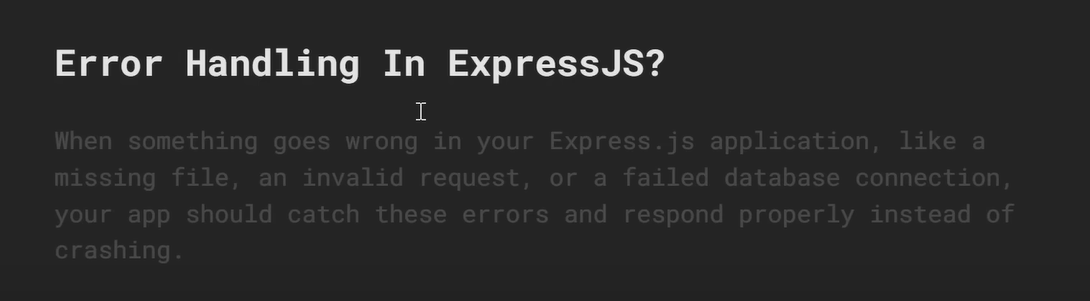 Error Handling In ExpressJS?
When something goes wrong in your Express.js application, like a
missing file, an invalid request, or a failed database connection,
your app should catch these errors and respond properly instead of
crashing.